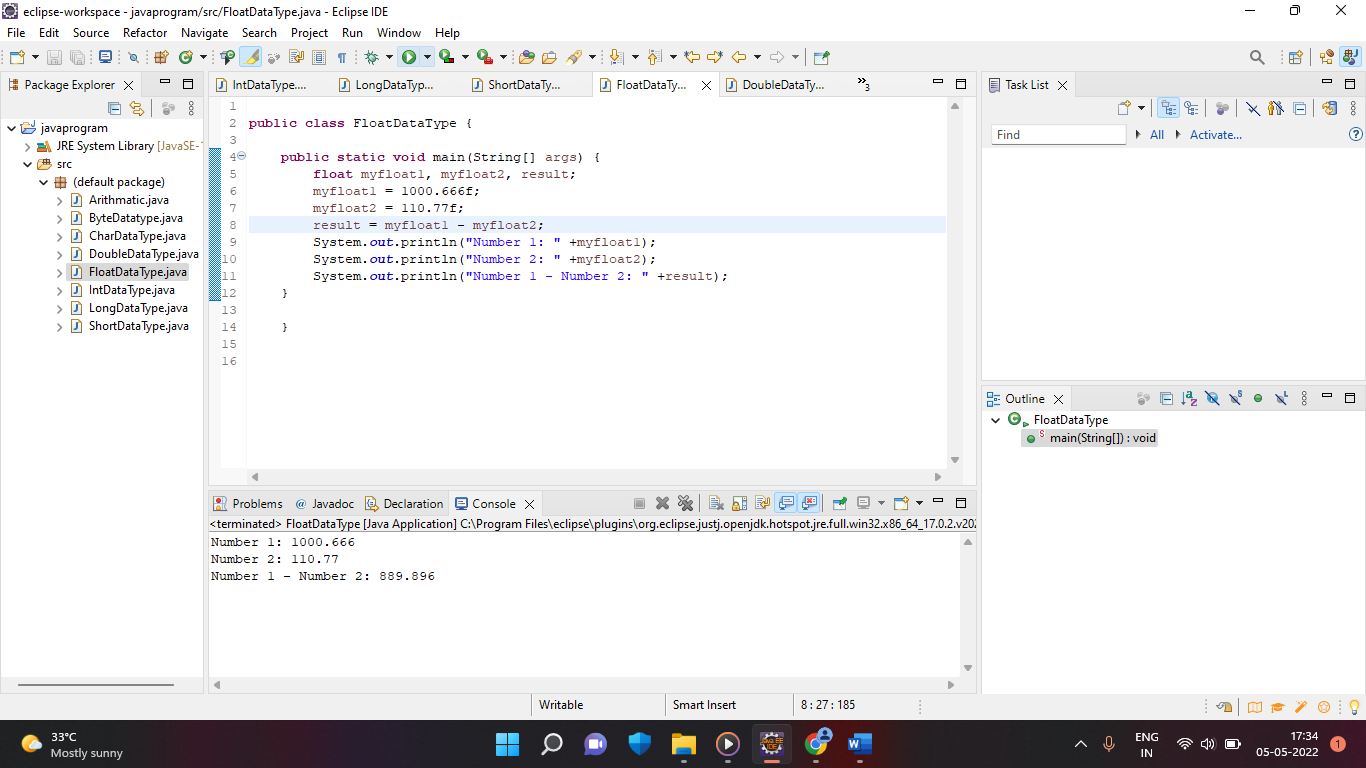 eclipse-workspace - javaprogram/src/FloatDataType.java - Eclipse IDE
File Edit Source Refactor Navigate Search Project Run Window Help
Package Explorer
javaprogram
JRE System Library [JavaSE-1
src
(default package)
Arithmatic.java
ByteDatatype.java
CharDataType.java
DoubleDataType.java
FloatDataType.java
IntDataType.java
LongDataType.java
ShortDataType.java
IntDataType.... LongDataTyp... ShortDataTy... FloatDataTy... DoubleDataTy... »3
1
2 public class FloatDataType {
3
4 public static void main(String[] args) {
5 float myfloat1, myfloat2, result;
6 myfloat1 = 1000.666f;
7 myfloat2 = 110.77f;
8 result = myfloat1 - myfloat2;
9 System.out.println("Number 1: " +myfloat1);
10 System.out.println("Number 2: " +myfloat2);
11 System.out.println("Number 1 - Number 2: " +result);
12 }
13
14 }
15
16
Problems Javadoc Declaration Console
<terminated> FloatDataType [Java Application] C:\Program Files\eclipse\plugins\org.eclipse.justj.openjdk.hotspot.jre.full.win32.x86_64_17.0.2.v202
Number 1: 1000.666
Number 2: 110.77
Number 1 - Number 2: 889.896
Task List
Find All Activate...
Outline
FloatDataType
main(String[]) : void
Writable Smart Insert 8 : 27 : 185
33°C
Mostly sunny
ENG
IN
17:34
05-05-2022
1